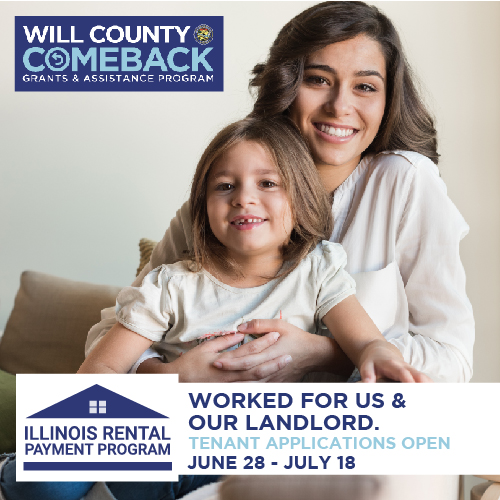 WILL COUNTY
COMEBACK
GRANTS & ASSISTANCE PROGRAM
ILLINOIS RENTAL
PAYMENT PROGRAM
WORKED FOR US &
OUR LANDLORD.
TENANT APPLICATIONS OPEN
JUNE 28 - JULY 18